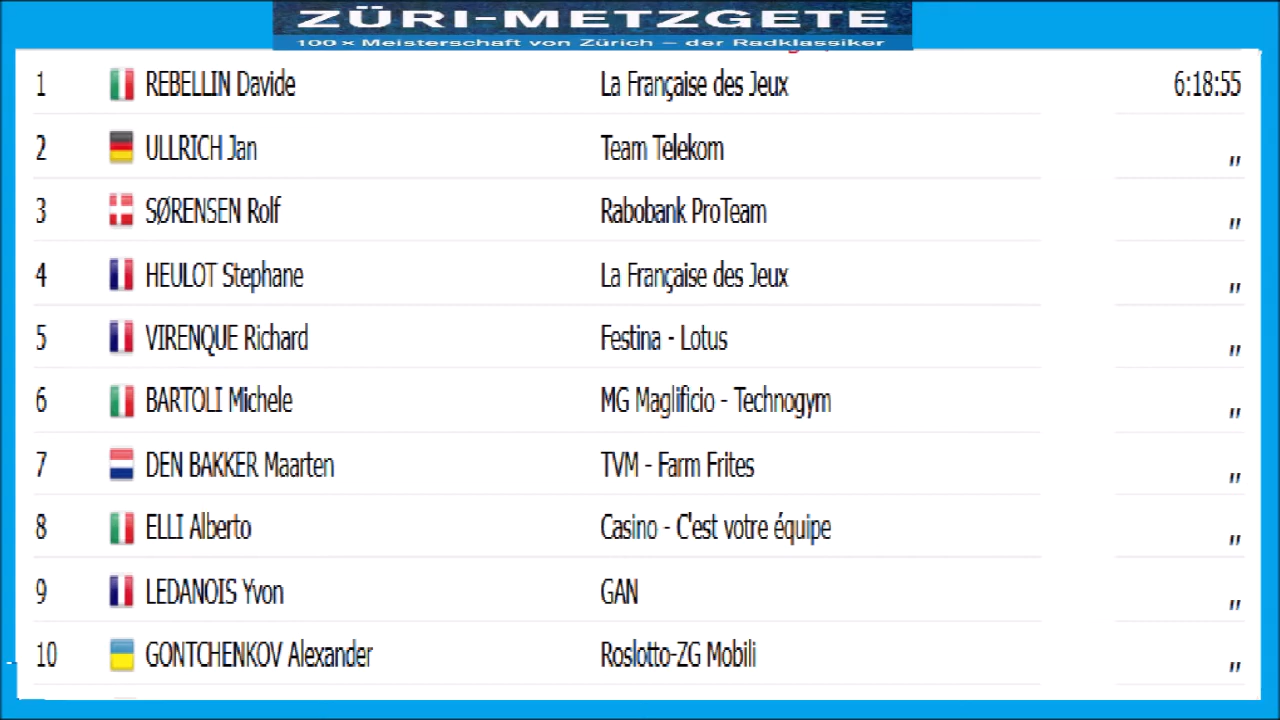 ZÜRI-METZGETE
100 x Meisterschaft von Zürich – der Radklassiker
1 REBELLIN Davide La Française des Jeux 6:18:55
2 ULLRICH Jan Team Telekom ,,
3 SØRENSEN Rolf Rabobank ProTeam ,,
4 HEULOT Stephane La Française des Jeux ,,
5 VIRENQUE Richard Festina - Lotus ,,
6 BARTOLI Michele MG Maglificio - Technogym ,,
7 DEN BAKKER Maarten TVM - Farm Frites ,,
8 ELLI Alberto Casino - C'est votre équipe ,,
9 LEDANOIS Yvon GAN ,,
10 GONTCHENKOV Alexander Roslotto-ZG Mobili ,,